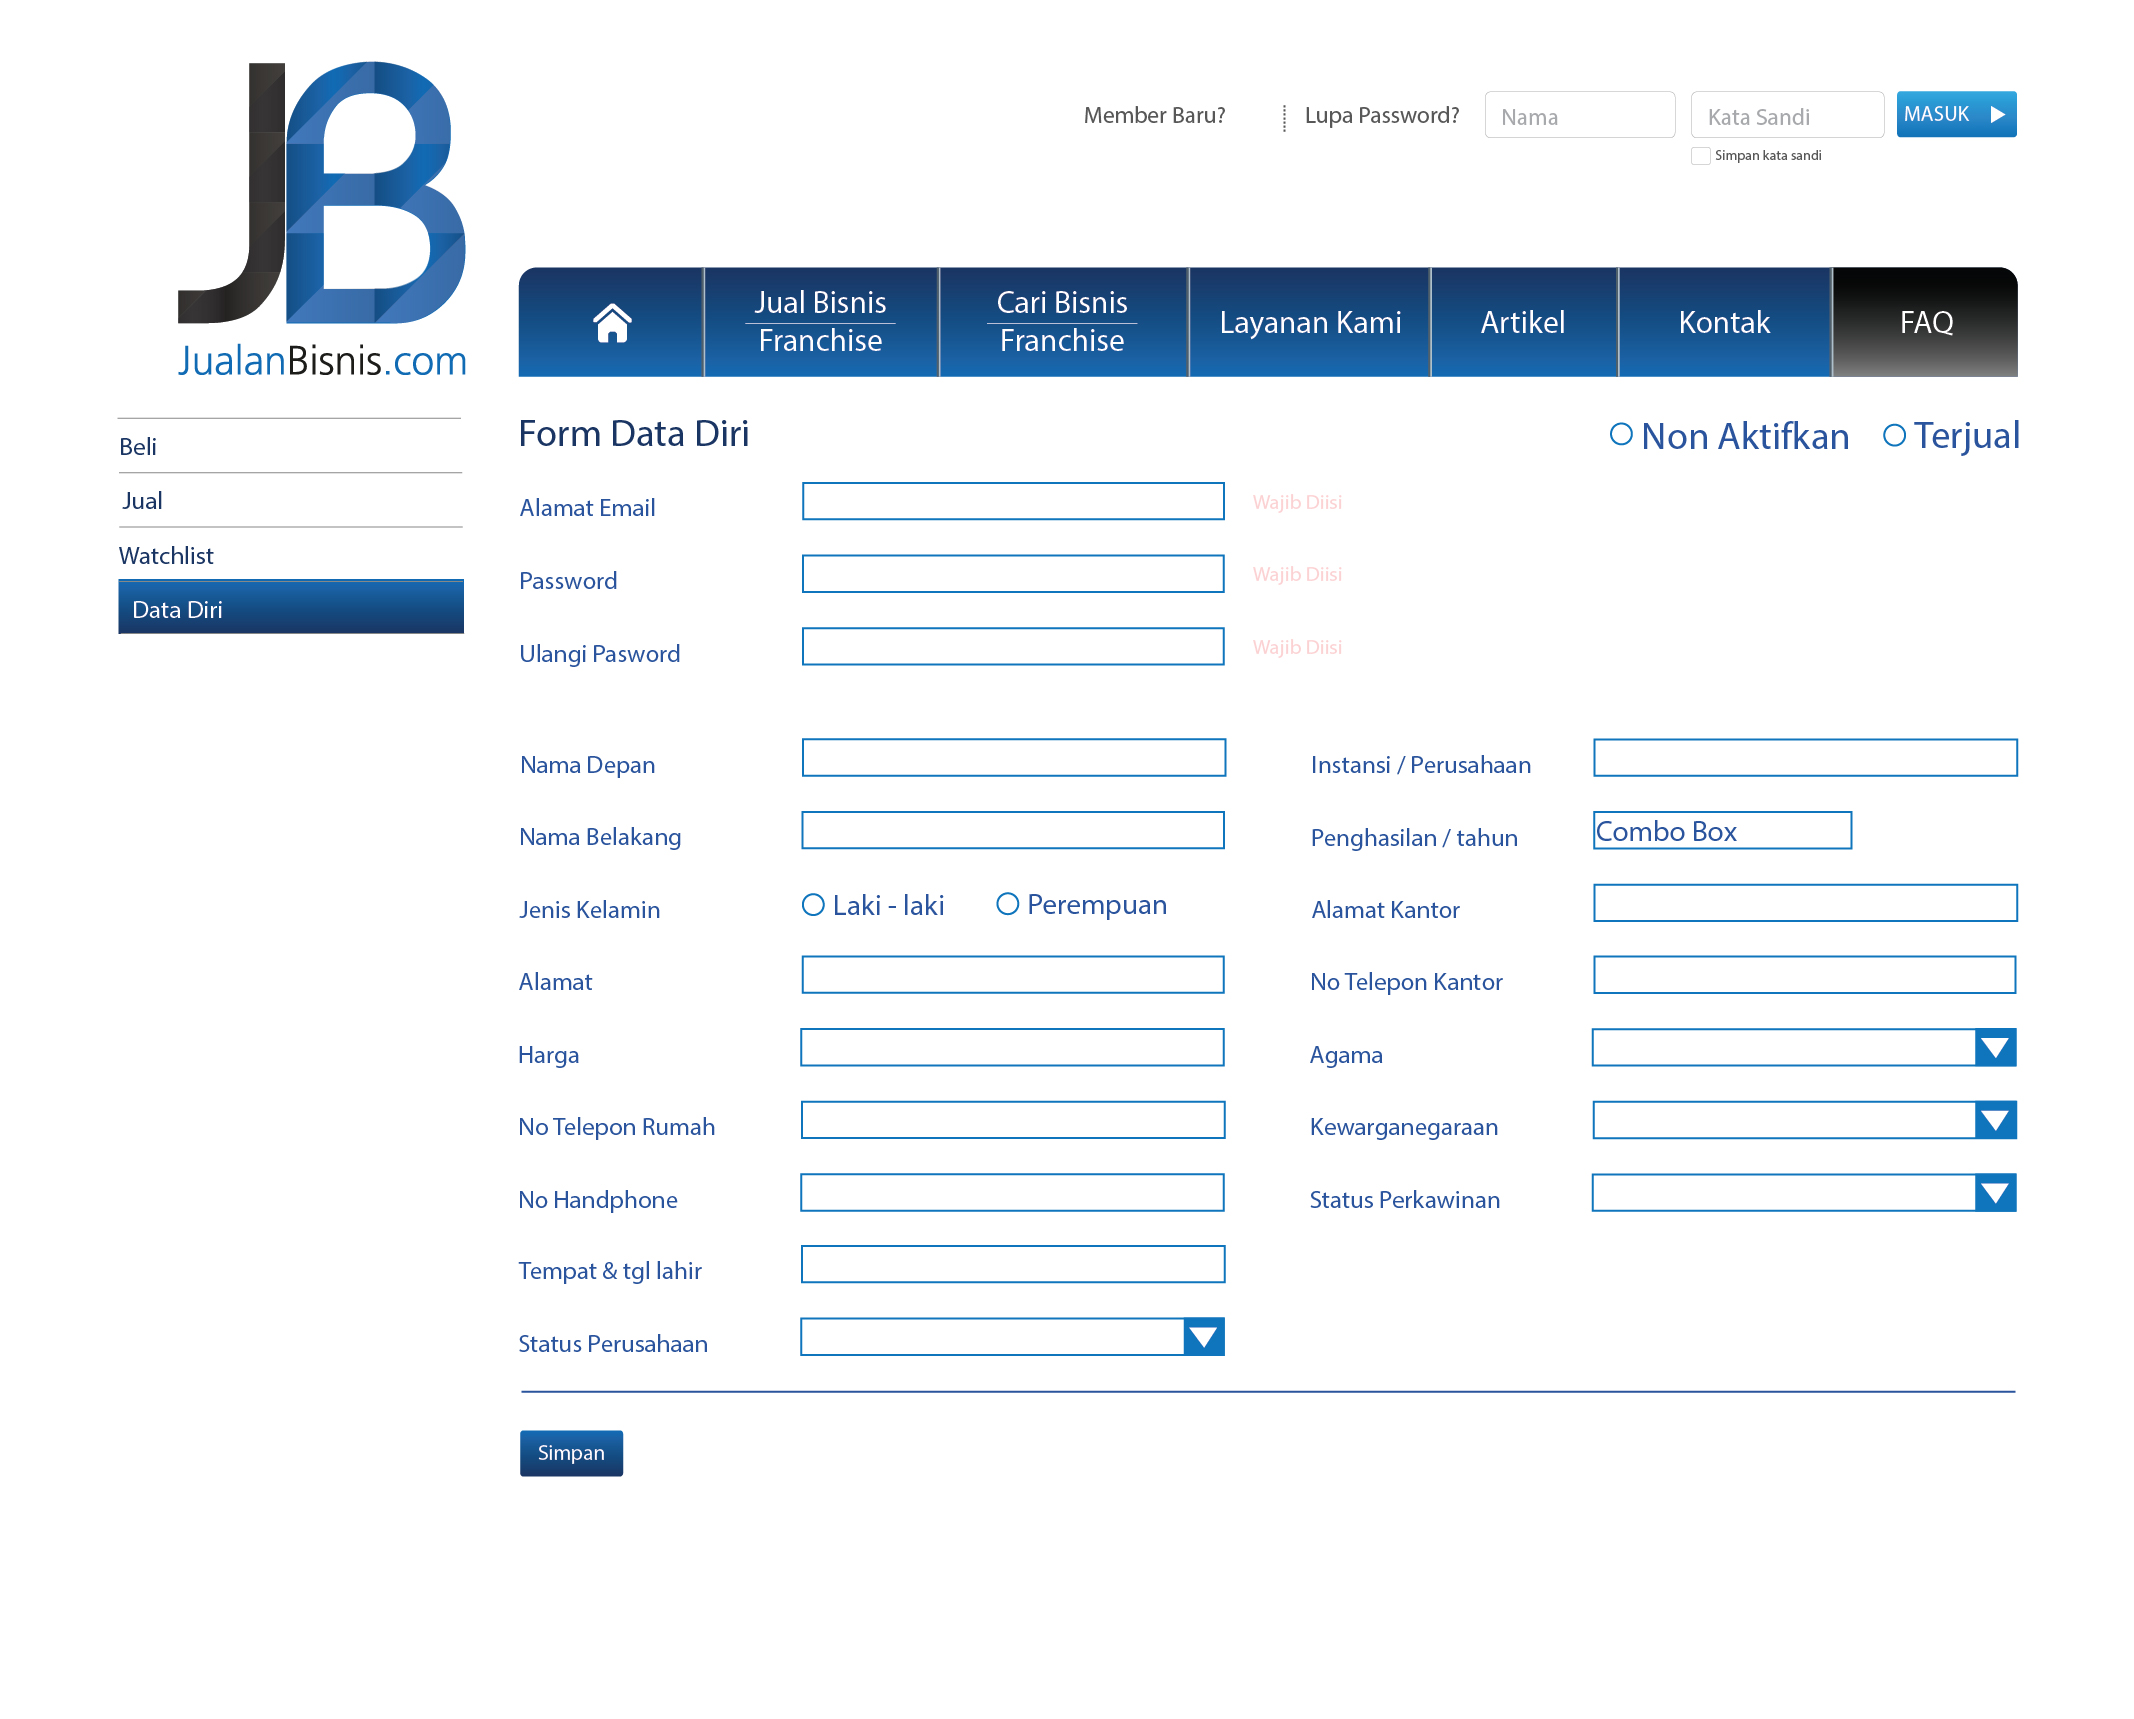 JB
JualanBisnis.com
Member Baru?
Lupa Password?
Nama
Kata Sandi
MASUK
Simpan kata sandi
Jual Bisnis
Franchise
Cari Bisnis
Franchise
Layanan Kami
Artikel
Kontak
FAQ
Beli
Jual
Watchlist
Data Diri
Form Data Diri
Non Aktifkan
Terjual
Alamat Email
Wajib Diisi
Password
Wajib Diisi
Ulangi Pasword
Wajib Diisi
Nama Depan
Instansi / Perusahaan
Nama Belakang
Penghasilan / tahun
Combo Box
Jenis Kelamin
Laki - laki
Perempuan
Alamat Kantor
Alamat
No Telepon Kantor
Harga
Agama
No Telepon Rumah
Kewarganegaraan
No Handphone
Status Perkawinan
Tempat & tgl lahir
Status Perusahaan
Simpan